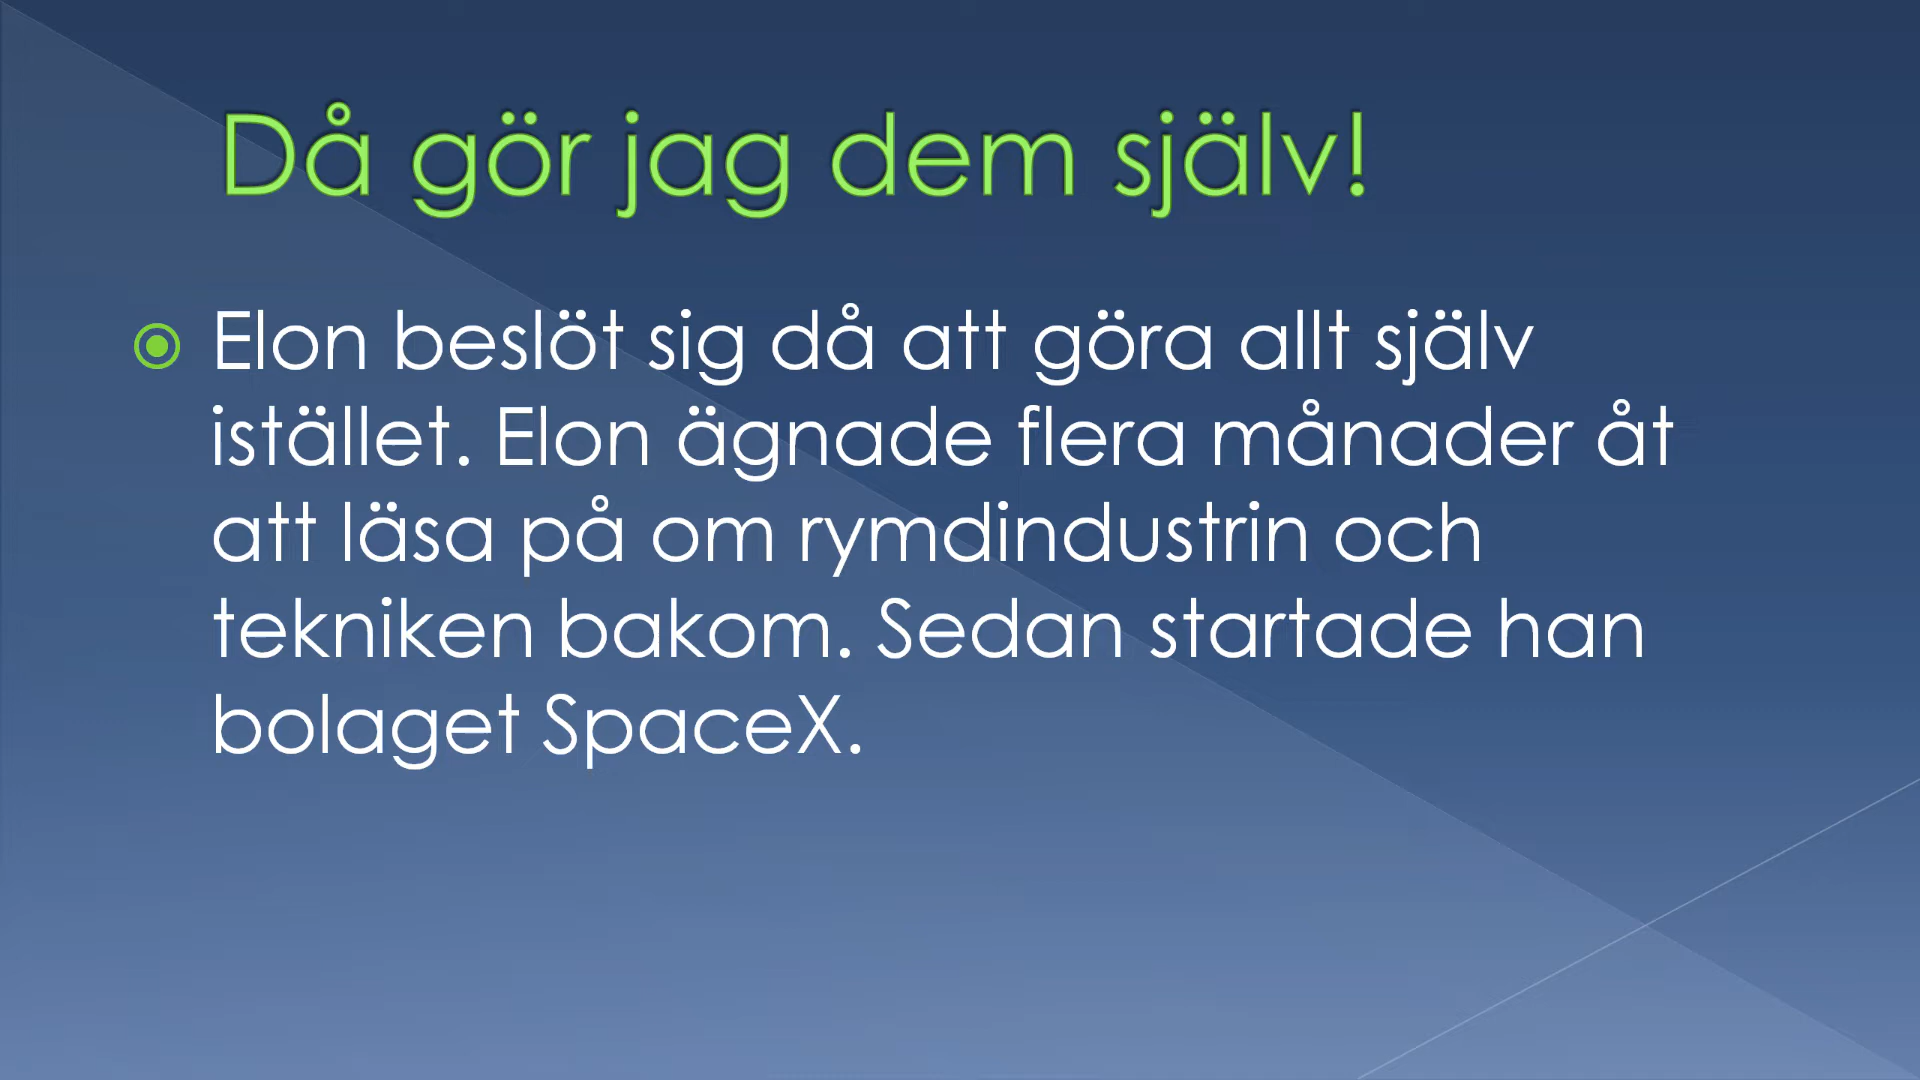 Då gör jag dem själv!
Elon beslöt sig då att göra allt själv
istället. Elon ägnade flera månader åt
att läsa på om rymdindustrin och
tekniken bakom. Sedan startade han
bolaget SpaceX.